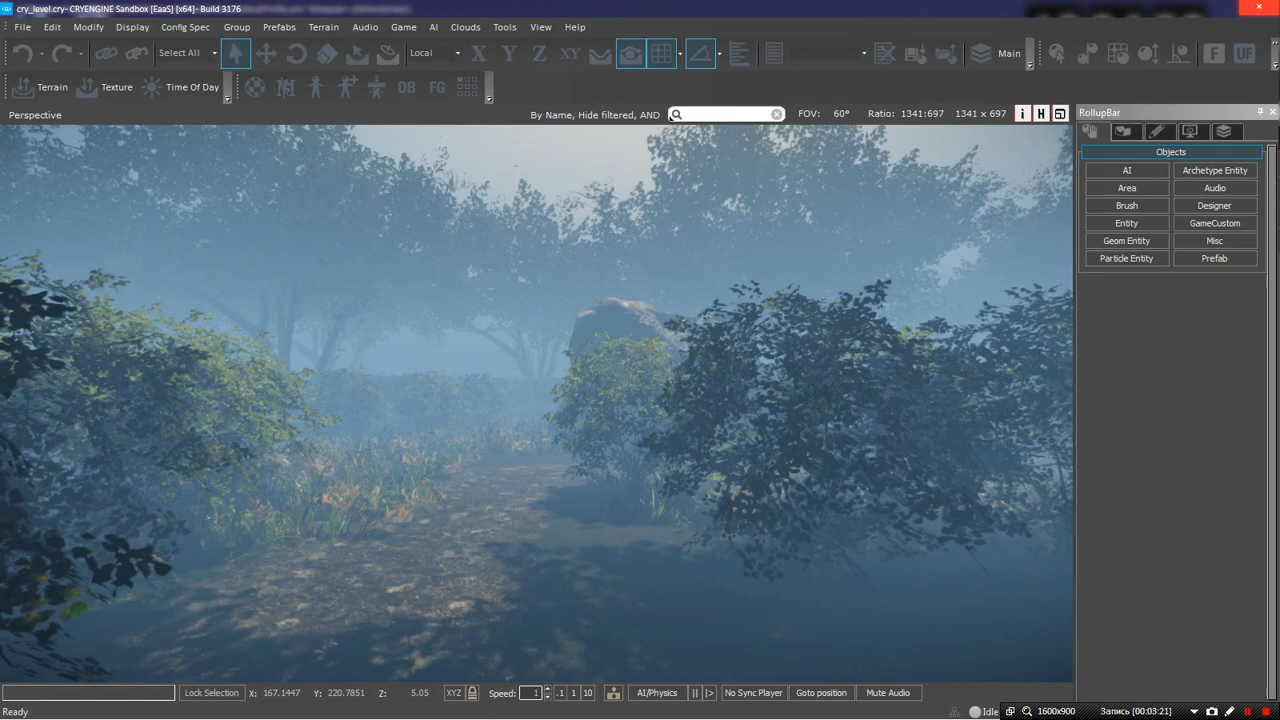 cry_level.cry- CRYENGINE Sandbox [EaaS] [x64]- Build 3176
File Edit Modify Display Config Spec Group Prefabs Terrain Audio Game AI Clouds Tools View Help
Select All Local X Y Z XY Main F UF
Terrain Texture Time Of Day DB FG
Perspective By Name, Hide filtered, AND FOV: 60° Ratio: 1341:697 1341 x 697 i H
RollupBar
Objects
AI Archetype Entity
Area Audio
Brush Designer
Entity GameCustom
Geom Entity Misc
Particle Entity Prefab
Lock Selection X: 167.1447 Y: 220.7851 Z: 5.05 XYZ Speed: 1 .1 1 10 AI/Physics No Sync Player Goto position Mute Audio
Ready Idle 1600x900 Запись [00:03:21]